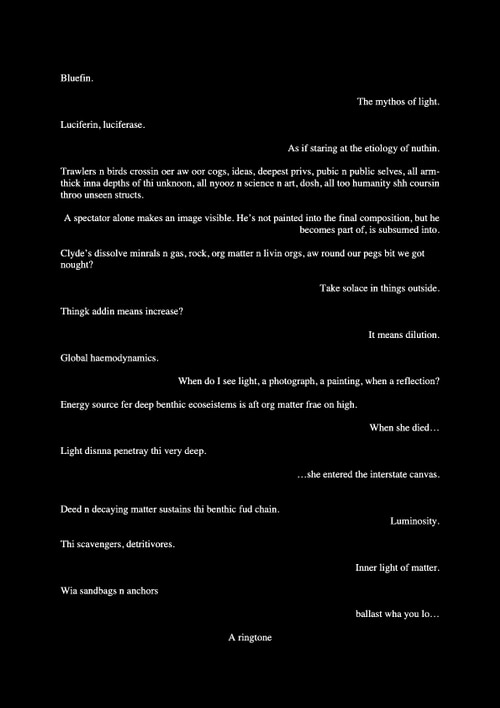 Bluefin.
The mythos of light.
Luciferin, luciferase.
As if staring at the etiology of nuthin.
Trawlers n birds crossin oer aw oor cogs, ideas, deepest privs, pubic n public selves, all arm-
thick inna depths of thi unknoon, all nyooz n science n art, dosh, all too humanity shh coursin
throo unseen structs.
A spectator alone makes an image visible. He's not painted into the final composition, but he
becomes part of, is subsumed into.
Clyde's dissolve minrals n gas, rock, org matter n livin orgs, aw round our pegs bit we got
nought?
Take solace in things outside.
Thingk addin means increase?
It means dilution.
Global haemodynamics.
When do I see light, a photograph, a painting, when a reflection?
Energy source fer deep benthic ecoseistems is aft org matter frae on high.
When she died…
Light disnna penetray thi very deep.
…she entered the interstate canvas.
Deed n decaying matter sustains thi benthic fud chain.
Luminosity.
Thi scavengers, detritivores.
Inner light of matter.
Wia sandbags n anchors
ballast wha you lo…
A ringtone